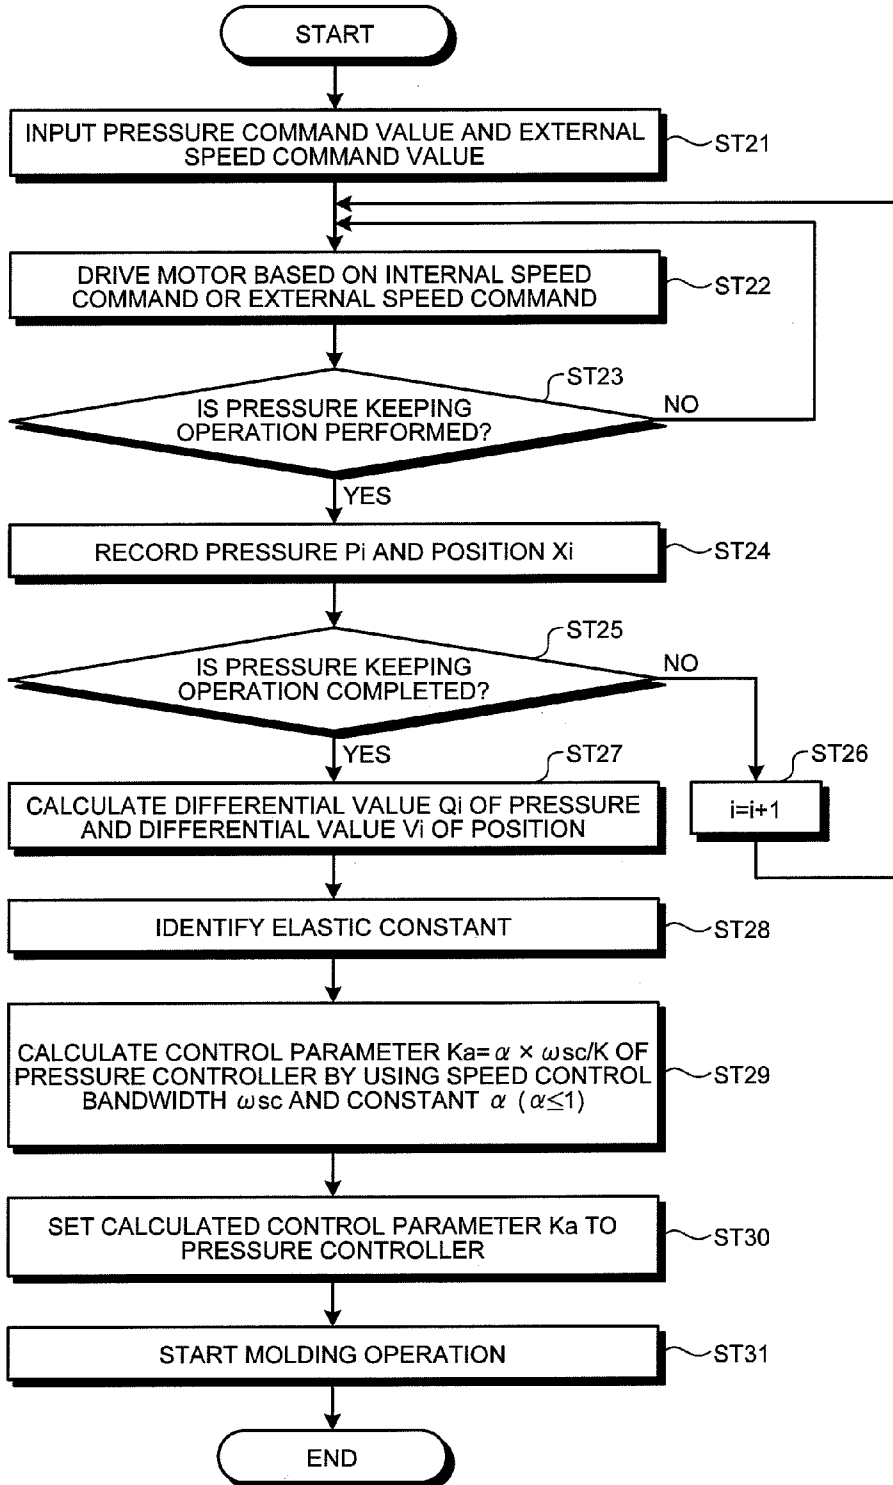 START
INPUT PRESSURE COMMAND VALUE AND EXTERNAL
SPEED COMMAND VALUE
ST21
DRIVE MOTOR BASED ON INTERNAL SPEED
COMMAND OR EXTERNAL SPEED COMMAND
ST22
ST23
IS PRESSURE KEEPING
OPERATION PERFORMED?
NO
YES
RECORD PRESSURE Pi AND POSITION Xi
ST24
ST25
IS PRESSURE KEEPING
OPERATION COMPLETED?
NO
YES
ST27
CALCULATE DIFFERENTIAL VALUE Qi OF PRESSURE
AND DIFFERENTIAL VALUE Vi OF POSITION
ST26
i=i+1
IDENTIFY ELASTIC CONSTANT
ST28
CALCULATE CONTROL PARAMETER Ka=α × ωsc/K OF
PRESSURE CONTROLLER BY USING SPEED CONTROL
BANDWIDTH ωsc AND CONSTANT α (α≤1)
ST29
SET CALCULATED CONTROL PARAMETER Ka TO
PRESSURE CONTROLLER
ST30
START MOLDING OPERATION
ST31
END